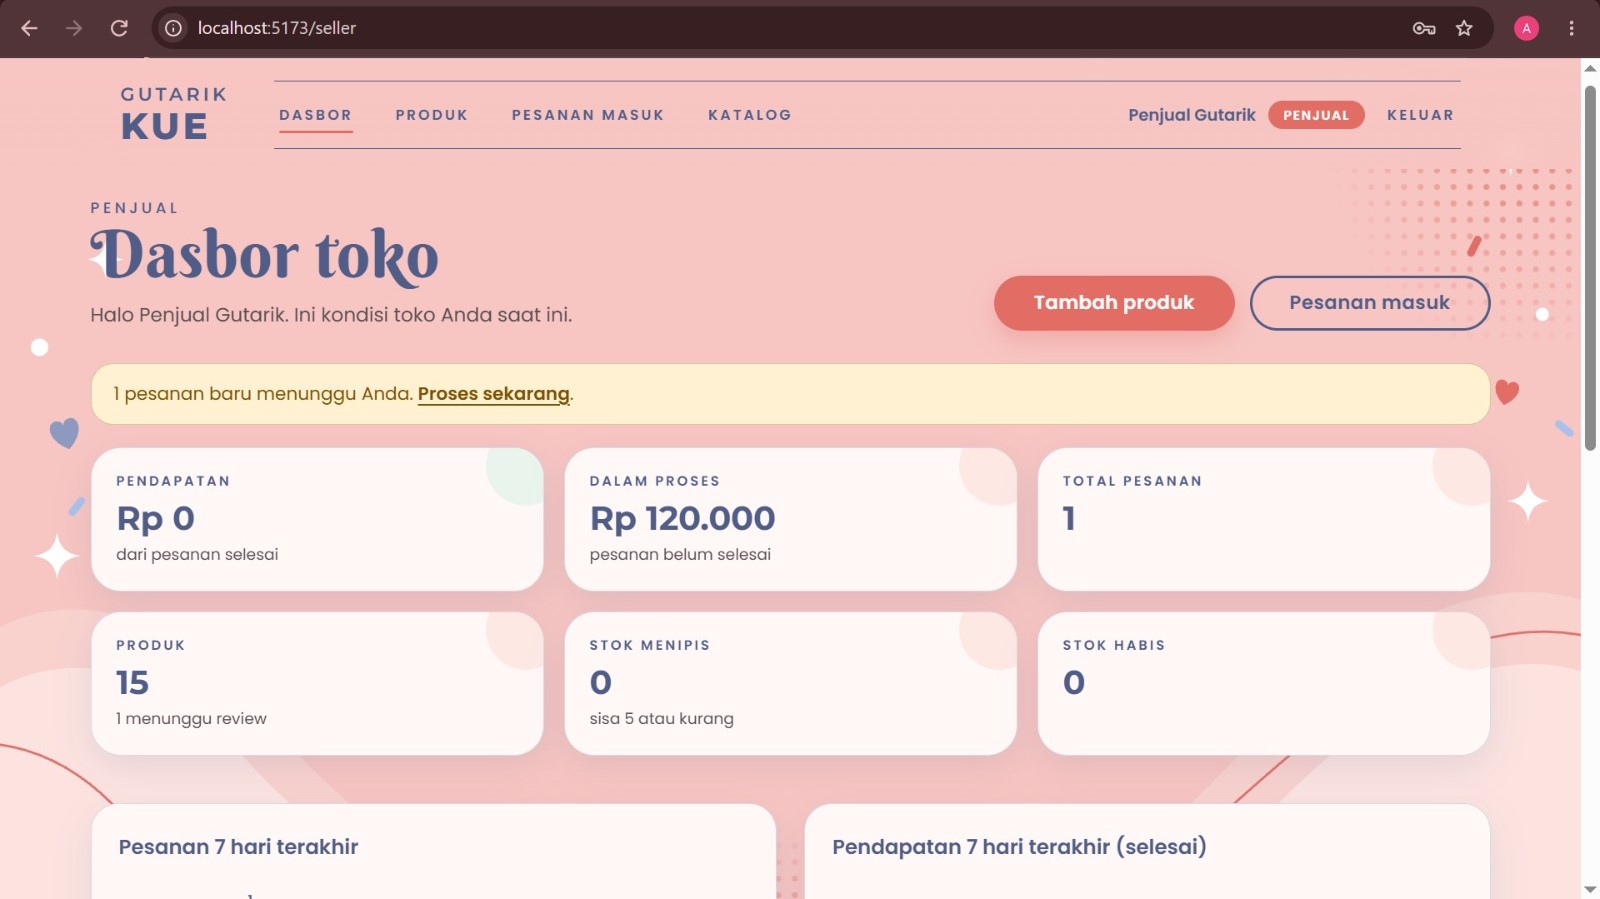 localhost:5173/seller
A
GUTARIK
KUE
DASBOR
PRODUK
PESANAN MASUK
KATALOG
Penjual Gutarik
PENJUAL
KELUAR
PENJUAL
Dasbor toko
Halo Penjual Gutarik. Ini kondisi toko Anda saat ini.
Tambah produk
Pesanan masuk
1 pesanan baru menunggu Anda. Proses sekarang.
PENDAPATAN
Rp 0
dari pesanan selesai
DALAM PROSES
Rp 120.000
pesanan belum selesai
TOTAL PESANAN
1
PRODUK
15
1 menunggu review
STOK MENIPIS
0
sisa 5 atau kurang
STOK HABIS
0
Pesanan 7 hari terakhir
Pendapatan 7 hari terakhir (selesai)